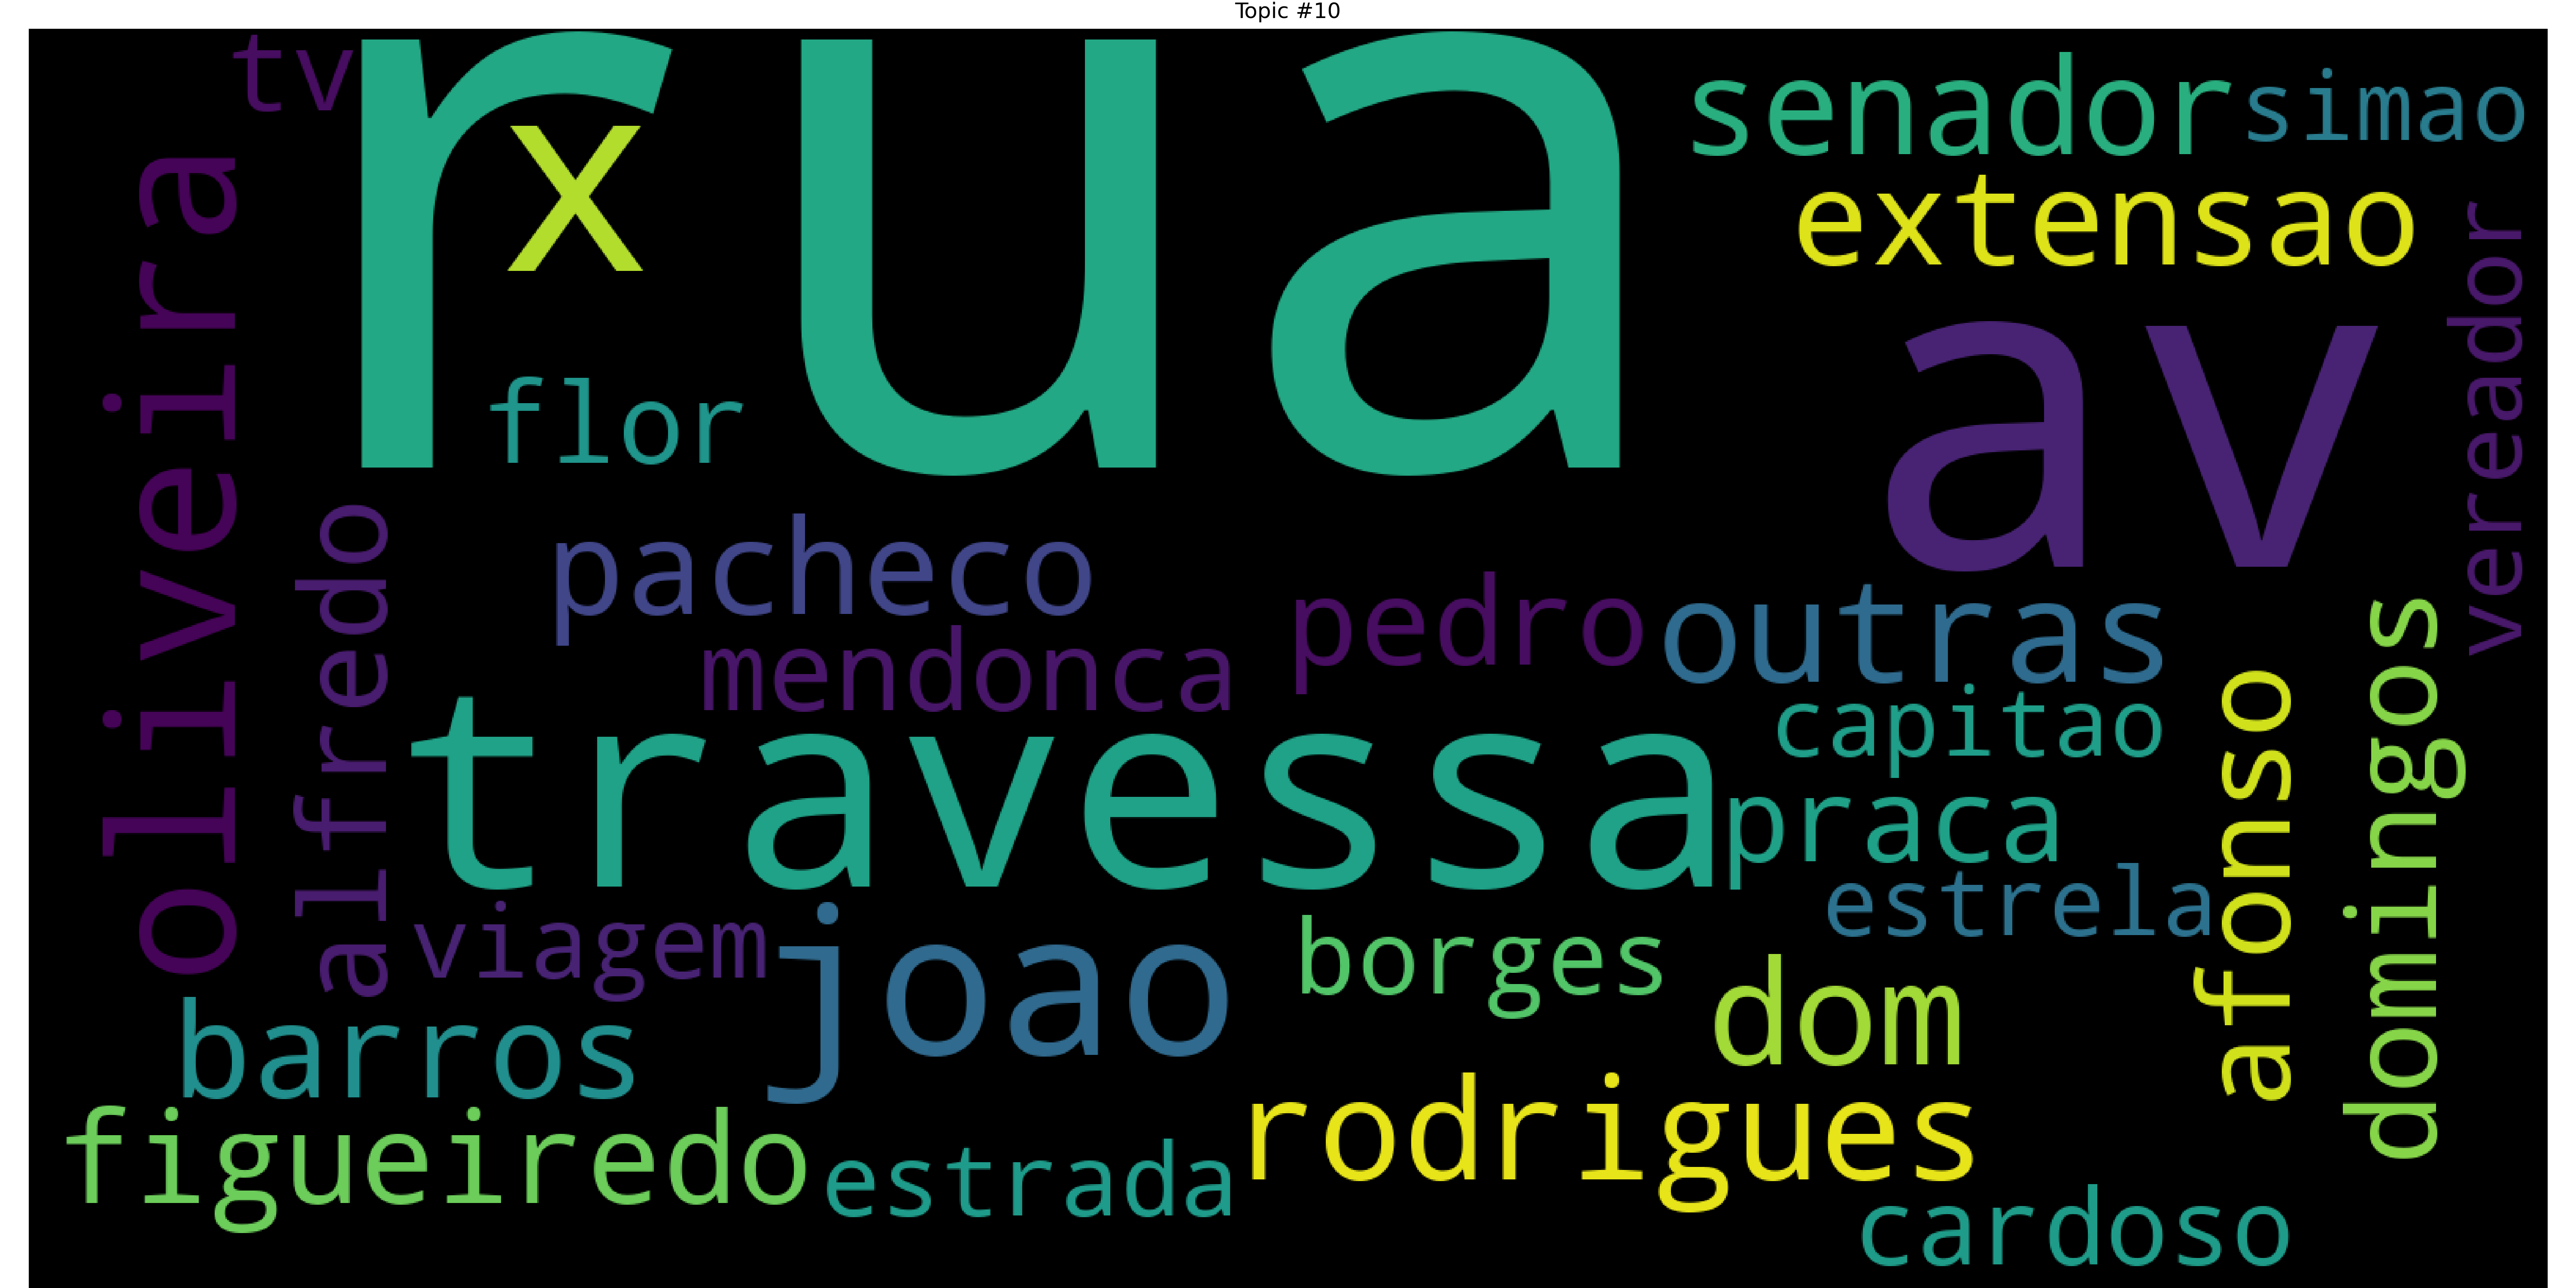 Topic #10
tv
rua
x
senador
simao
extensao
oliveira
av
vereador
flor
alfredo
pacheco
pedro
outras
mendonca
capitao
travessa
praca
afonso
domingos
estrela
viagem
joao
borges
dom
barros
figueiredo
estrada
rodrigues
cardoso